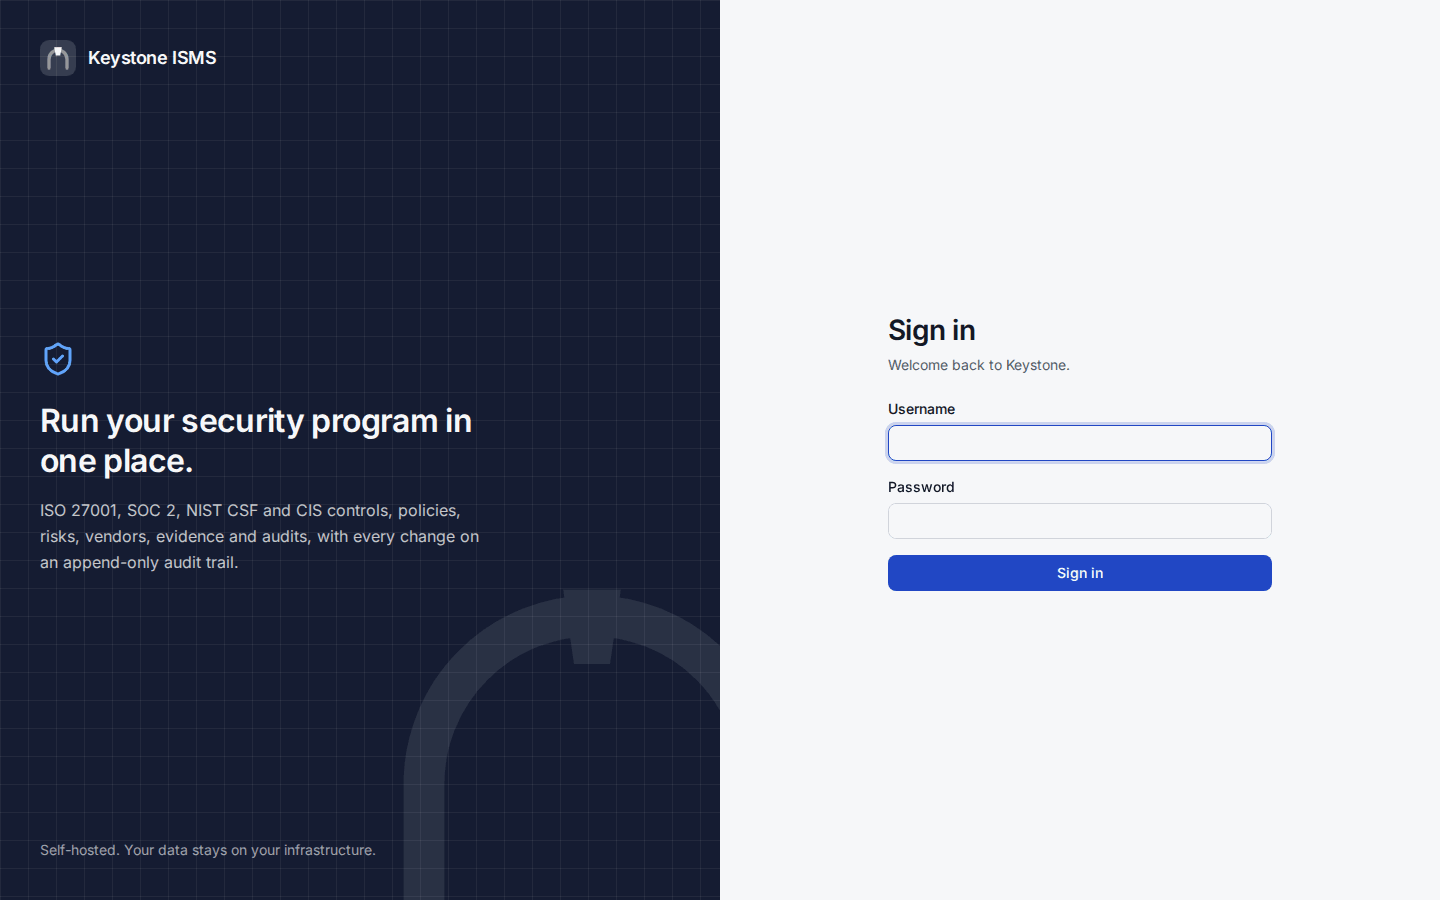 Keystone ISMS
Run your security program in
one place.
ISO 27001, SOC 2, NIST CSF and CIS controls, policies,
risks, vendors, evidence and audits, with every change on
an append-only audit trail.
Self-hosted. Your data stays on your infrastructure.
Sign in
Welcome back to Keystone.
Username
Password
Sign in